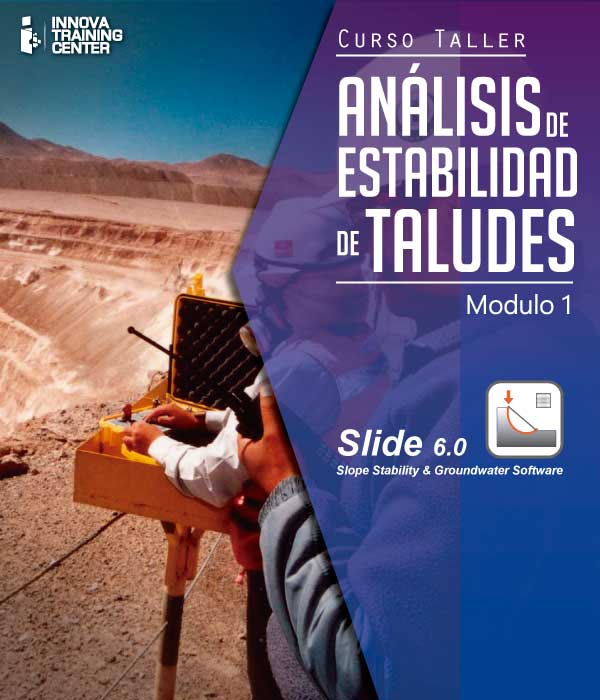 INNOVA
TRAINING
CENTER
CURSO TALLER
ANÁLISIS DE
ESTABILIDAD
DE TALUDES
Modulo 1
Slide 6.0
Slope Stability & Groundwater Software